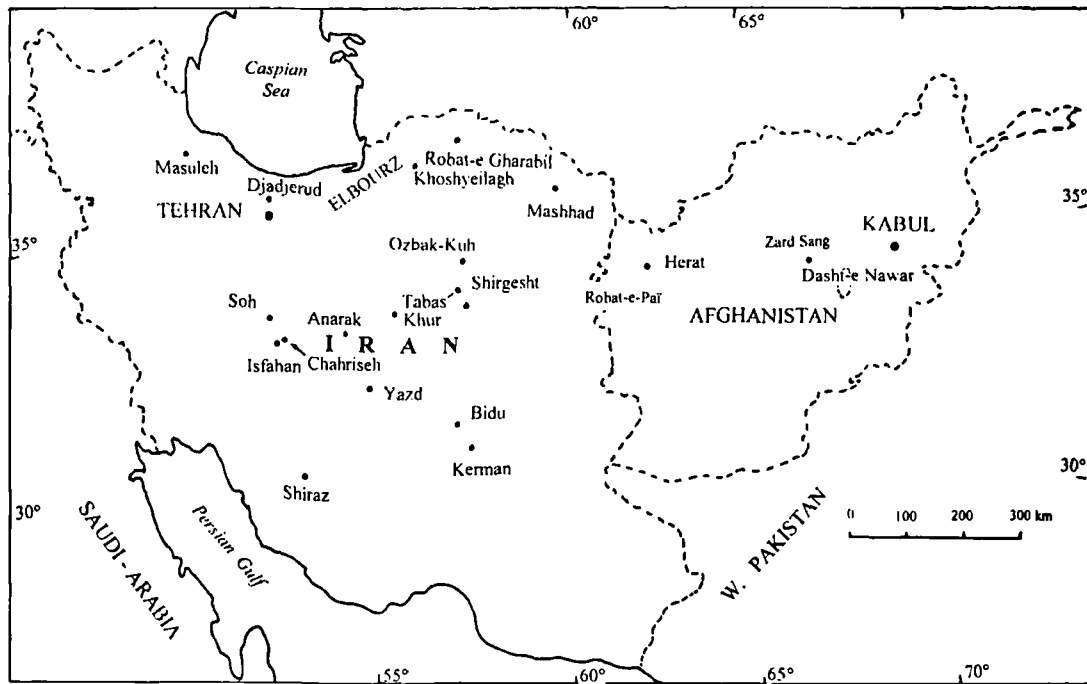 60°
65°
Caspian
Sea
Masuleh
Djadjerud
TEHRAN
ELBOURZ
Robat-e Gharabil
Khoshyeilagh
Mashhad
35°
35°
Ozbak-Kuh
Shirgesht
Tabas
Khur
Soh
Anarak
IRAN
Isfahan
Chahriseh
Yazd
Bidu
Kerman
Shiraz
Herat
Robat-e-Paï
Zard Sang
KABUL
Dasht-e Nawar
AFGHANISTAN
30°
30°
SAUDI-ARABIA
Persian Gulf
W. PAKISTAN
0 100 200 300 km
55°
60°
65°
70°